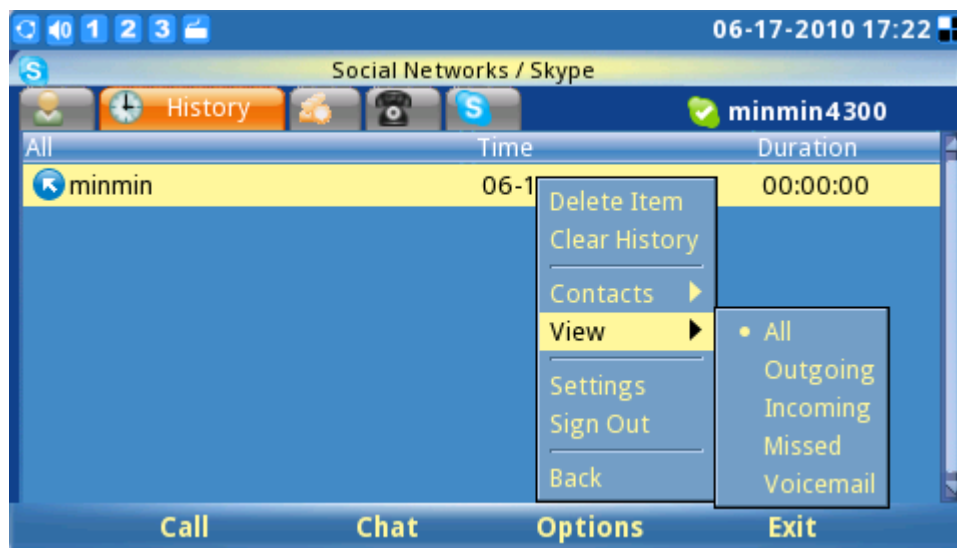 1 2 3 06-17-2010 17:22
S Social Networks / Skype
History S minmin4300
All Time Duration
minmin 06-1 00:00:00
Delete Item
Clear History
Contacts
View
Settings
Sign Out
Back
All
Outgoing
Incoming
Missed
Voicemail
Call Chat Options Exit